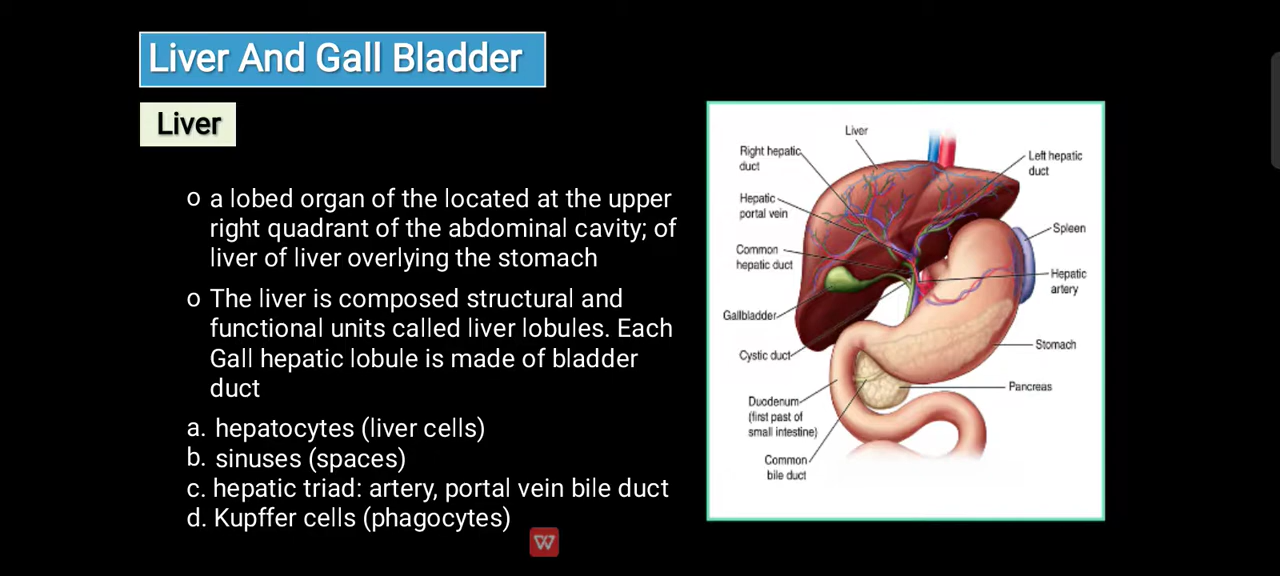 Liver And Gall Bladder
Liver
o a lobed organ of the located at the upper
right quadrant of the abdominal cavity; of
liver of liver overlying the stomach
o The liver is composed structural and
functional units called liver lobules. Each
Gall hepatic lobule is made of bladder
duct
a. hepatocytes (liver cells)
b. sinuses (spaces)
c. hepatic triad: artery, portal vein bile duct
d. Kupffer cells (phagocytes)
W
Liver
Right hepatic
duct
Left hepatic
duct
Hepatic
portal vein
Spleen
Common
hepatic duct
Hepatic
artery
Gallbladder
Cystic duct
Stomach
Pancreas
Duodenum
(first past of
small intestine)
Common
bile duct